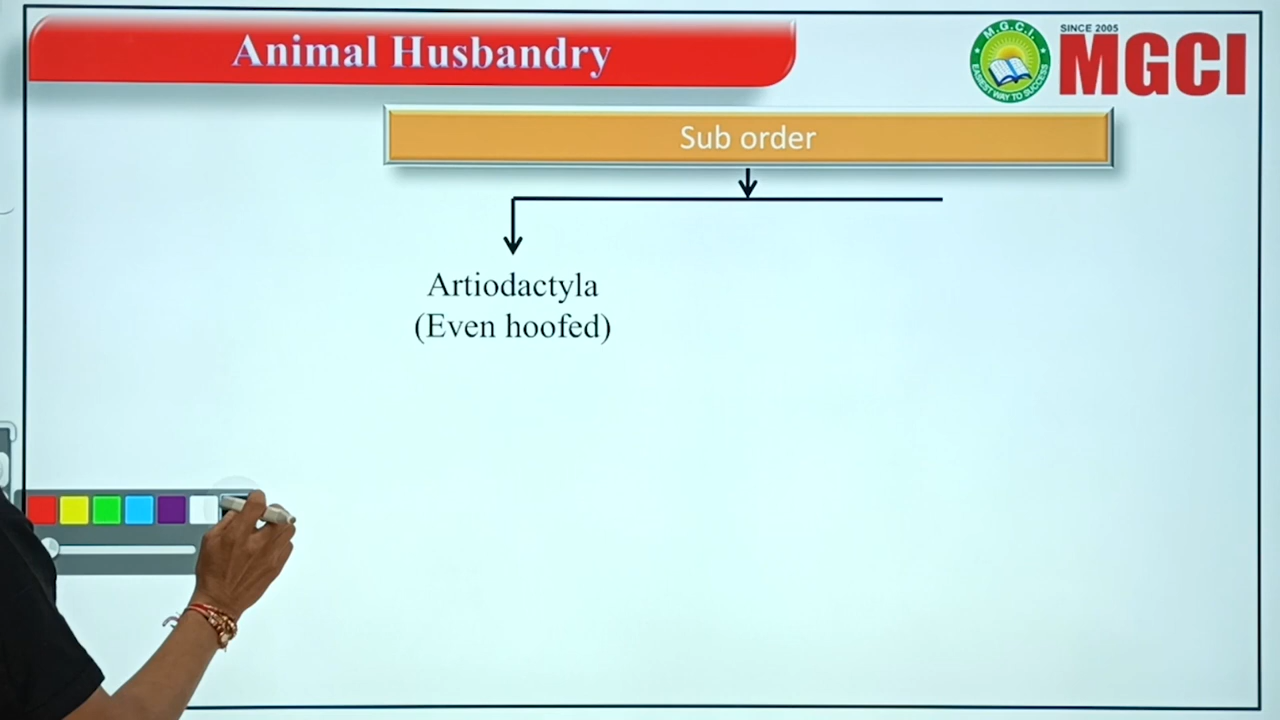 Animal Husbandry
M.G.C.I.
EASIEST WAY TO SUCCESS
SINCE 2005
MGCI
Sub order
Artiodactyla
(Even hoofed)